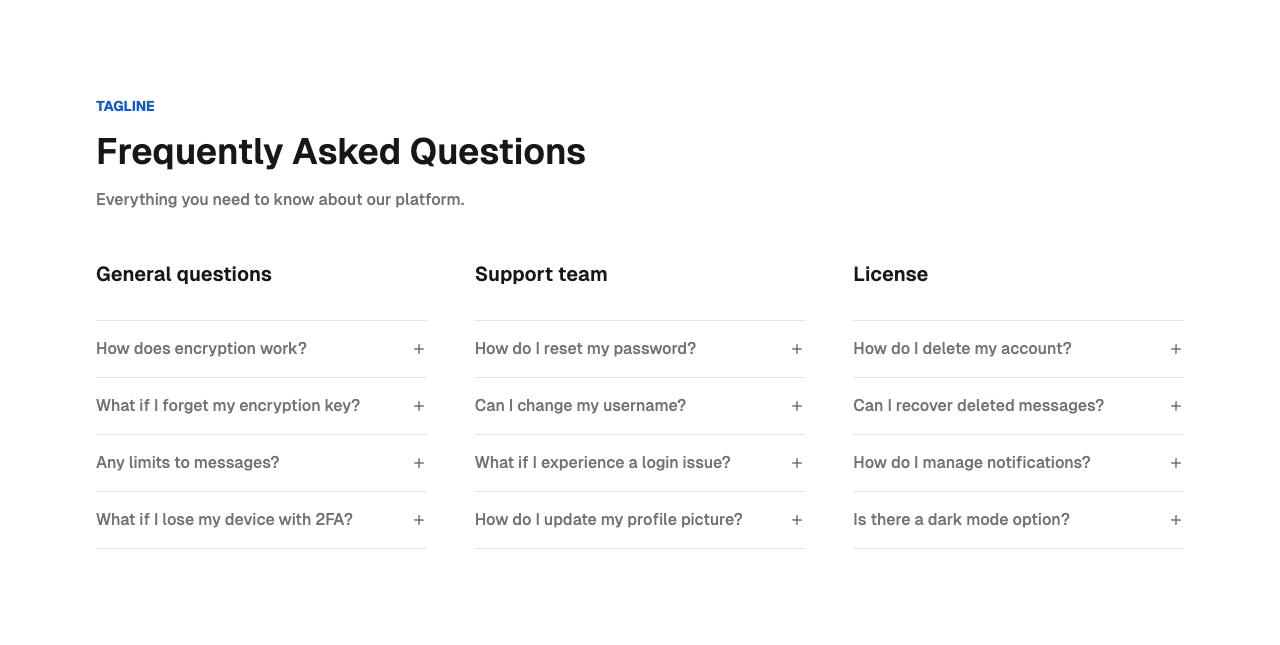 TAGLINE
Frequently Asked Questions
Everything you need to know about our platform.
General questions
How does encryption work?
What if I forget my encryption key?
Any limits to messages?
What if I lose my device with 2FA?
Support team
How do I reset my password?
Can I change my username?
What if I experience a login issue?
How do I update my profile picture?
License
How do I delete my account?
Can I recover deleted messages?
How do I manage notifications?
Is there a dark mode option?